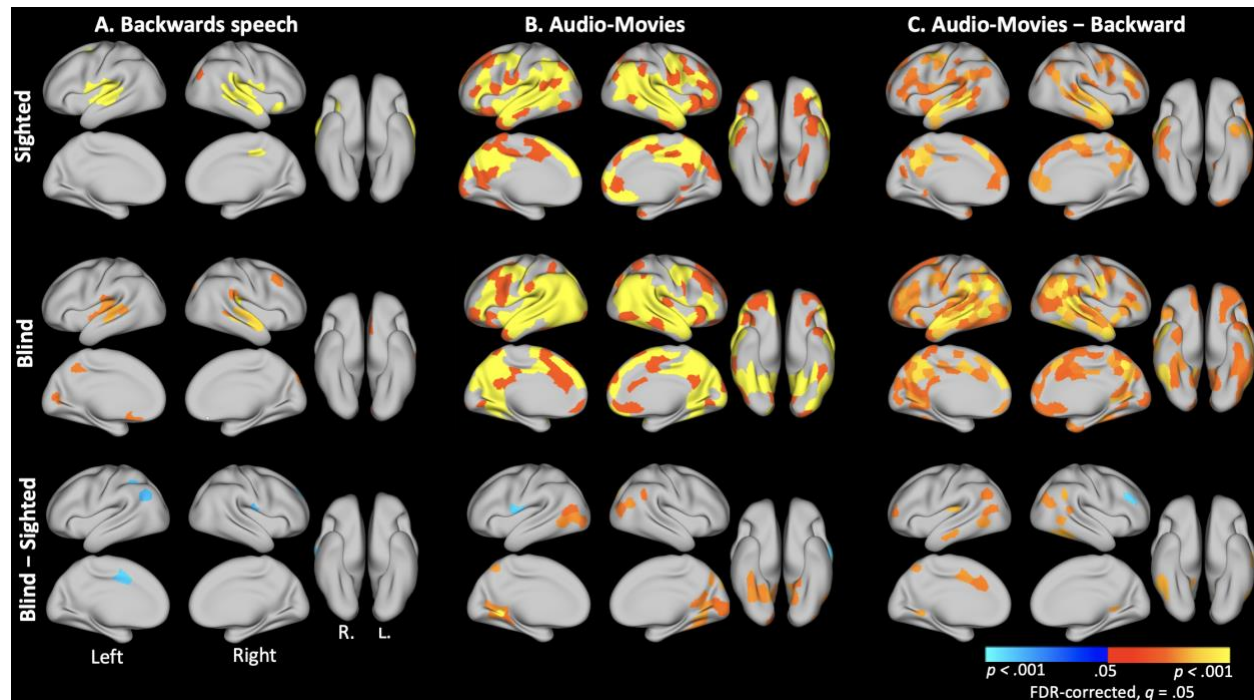 A. Backwards speech
B. Audio-Movies
C. Audio-Movies – Backward
Sighted
Blind
Blind – Sighted
R. L.
Left Right
p < .001 .05 p < .001
FDR-corrected, q = .05